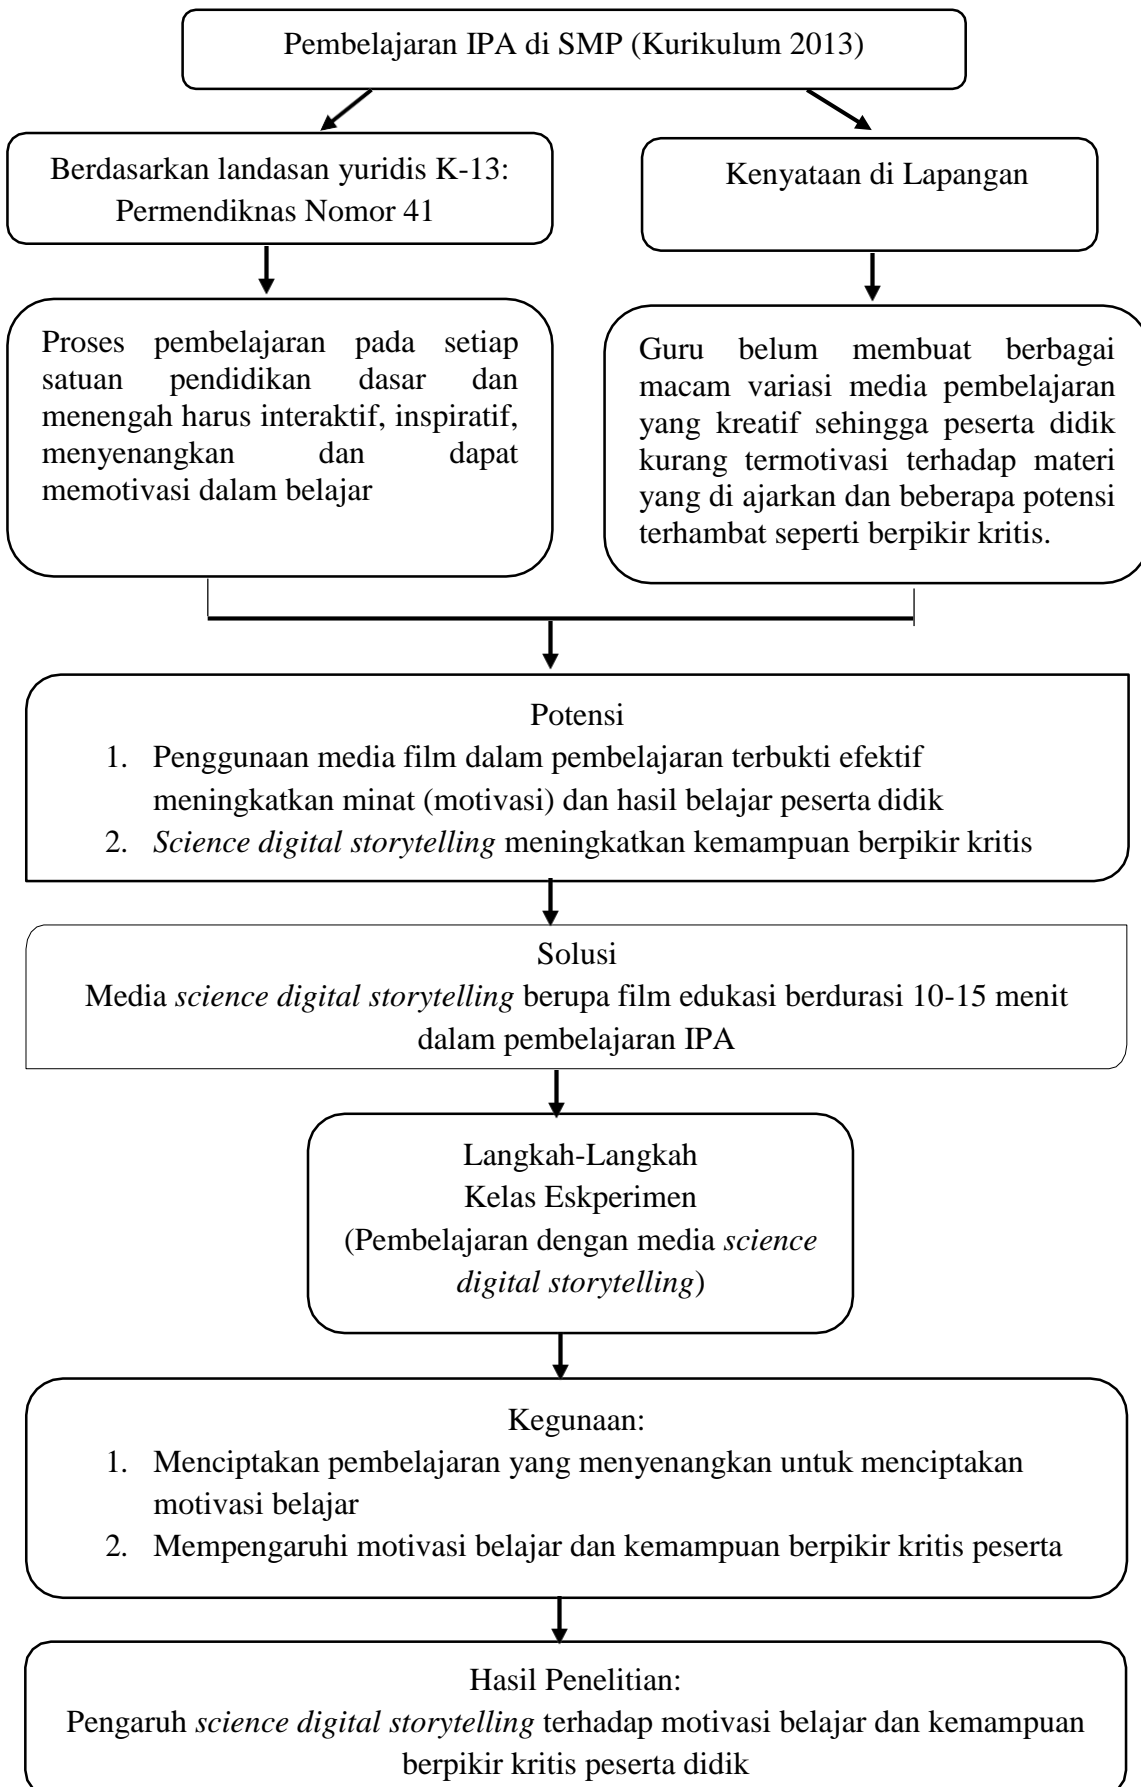 Pembelajaran IPA di SMP (Kurikulum 2013)
Berdasarkan landasan yuridis K-13:
Permendiknas Nomor 41
Kenyataan di Lapangan
Proses pembelajaran pada setiap
satuan pendidikan dasar dan
menengah harus interaktif, inspiratif,
menyenangkan dan dapat
memotivasi dalam belajar
Guru belum membuat berbagai
macam variasi media pembelajaran
yang kreatif sehingga peserta didik
kurang termotivasi terhadap materi
yang di ajarkan dan beberapa potensi
terhambat seperti berpikir kritis.
Potensi
1. Penggunaan media film dalam pembelajaran terbukti efektif
meningkatkan minat (motivasi) dan hasil belajar peserta didik
2. Science digital storytelling meningkatkan kemampuan berpikir kritis
Solusi
Media science digital storytelling berupa film edukasi berdurasi 10-15 menit
dalam pembelajaran IPA
Langkah-Langkah
Kelas Eskperimen
(Pembelajaran dengan media science
digital storytelling)
Kegunaan:
1. Menciptakan pembelajaran yang menyenangkan untuk menciptakan
motivasi belajar
2. Mempengaruhi motivasi belajar dan kemampuan berpikir kritis peserta
Hasil Penelitian:
Pengaruh science digital storytelling terhadap motivasi belajar dan kemampuan
berpikir kritis peserta didik